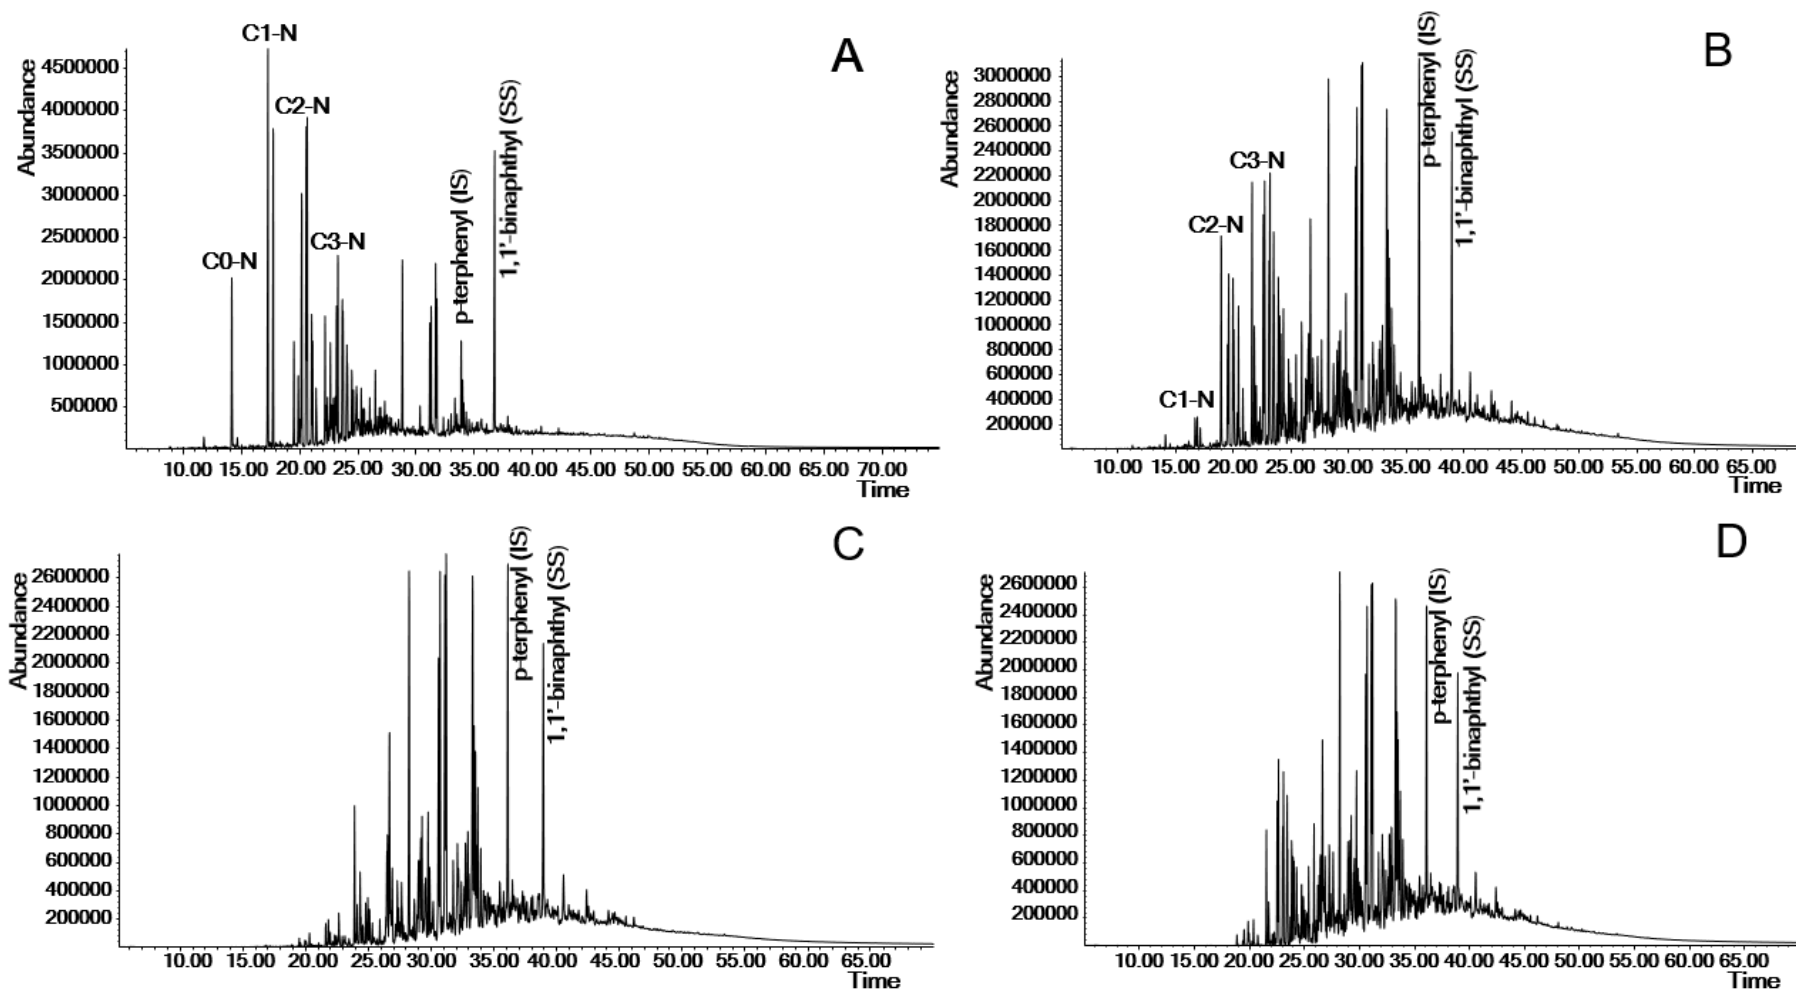 A
Abundance
C1-N
C2-N
C0-N
C3-N
p-terphenyl (IS)
1,1'-binaphthyl (SS)
4500000
4000000
3500000
3000000
2500000
2000000
1500000
1000000
500000
10.00 15.00 20.00 25.00 30.00 35.00 40.00 45.00 50.00 55.00 60.00 65.00 70.00
Time
B
Abundance
C3-N
C2-N
C1-N
p-terphenyl (IS)
1,1'-binaphthyl (SS)
3000000
2800000
2600000
2400000
2200000
2000000
1800000
1600000
1400000
1200000
1000000
800000
600000
400000
200000
10.00 15.00 20.00 25.00 30.00 35.00 40.00 45.00 50.00 55.00 60.00 65.00
Time
C
Abundance
p-terphenyl (IS)
1,1'-binaphthyl (SS)
2600000
2400000
2200000
2000000
1800000
1600000
1400000
1200000
1000000
800000
600000
400000
200000
10.00 15.00 20.00 25.00 30.00 35.00 40.00 45.00 50.00 55.00 60.00 65.00
Time
D
Abundance
p-terphenyl (IS)
1,1'-binaphthyl (SS)
2600000
2400000
2200000
2000000
1800000
1600000
1400000
1200000
1000000
800000
600000
400000
200000
10.00 15.00 20.00 25.00 30.00 35.00 40.00 45.00 50.00 55.00 60.00 65.00
Time